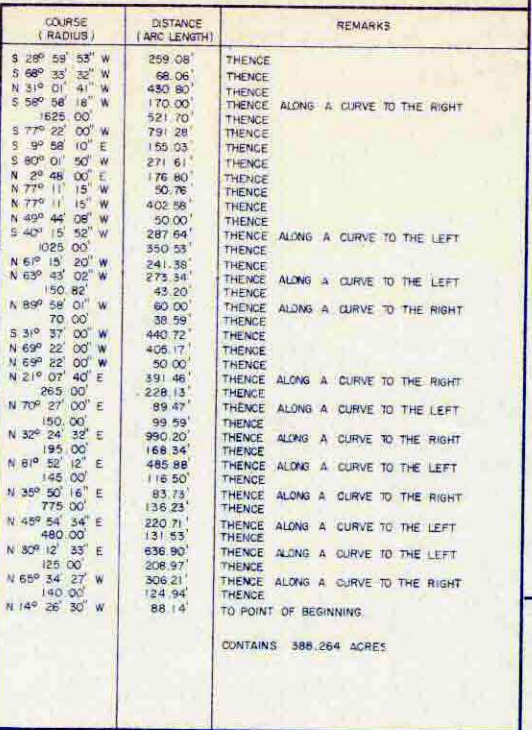 COURSE DISTANCE REMARKS
(RADIUS) (ARC LENGTH)
S 28° 59' 53" W 259.08' THENCE
S 68° 33' 32" W 68.06' THENCE
N 31° 01' 41" W 430.80' THENCE
S 58° 58' 18" W 170.00' THENCE ALONG A CURVE TO THE RIGHT
1625.00' 521.70' THENCE
S 77° 22' 00" W 791.28' THENCE
S 9° 58' 10" E 155.03' THENCE
S 80° 01' 50" W 271.61' THENCE
N 2° 48' 00" E 176.80' THENCE
N 77° 11' 15" W 50.76' THENCE
N 77° 11' 15" W 402.58' THENCE
N 49° 44' 08" W 50.00' THENCE
S 40° 15' 52" W 287.64' THENCE ALONG A CURVE TO THE LEFT
1025.00' 350.53' THENCE
N 61° 15' 20" W 241.38' THENCE
N 63° 43' 02" W 273.34' THENCE ALONG A CURVE TO THE LEFT
150.82' 43.20' THENCE
N 89° 58' 01" W 60.00' THENCE ALONG A CURVE TO THE RIGHT
70.00' 38.59' THENCE
S 31° 37' 00" W 440.72' THENCE
N 69° 22' 00" W 405.17' THENCE
N 69° 22' 00" W 50.00' THENCE
N 21° 07' 40" E 391.46' THENCE ALONG A CURVE TO THE RIGHT
265.00' 228.13' THENCE
N 70° 27' 00" E 89.47' THENCE ALONG A CURVE TO THE LEFT
150.00' 99.59' THENCE
N 32° 24' 32" E 990.20' THENCE ALONG A CURVE TO THE RIGHT
195.00' 168.34' THENCE
N 81° 52' 12" E 485.88' THENCE ALONG A CURVE TO THE LEFT
145.00' 116.50' THENCE
N 35° 50' 16" E 83.73' THENCE ALONG A CURVE TO THE RIGHT
775.00' 136.23' THENCE
N 45° 54' 34" E 220.71' THENCE ALONG A CURVE TO THE LEFT
480.00' 131.53' THENCE
N 30° 12' 33" E 636.90' THENCE ALONG A CURVE TO THE LEFT
125.00' 208.97' THENCE
N 65° 34' 27" W 306.21' THENCE ALONG A CURVE TO THE RIGHT
140.00' 124.94' THENCE
N 14° 26' 30" W 88.14' TO POINT OF BEGINNING
CONTAINS 388.264 ACRES